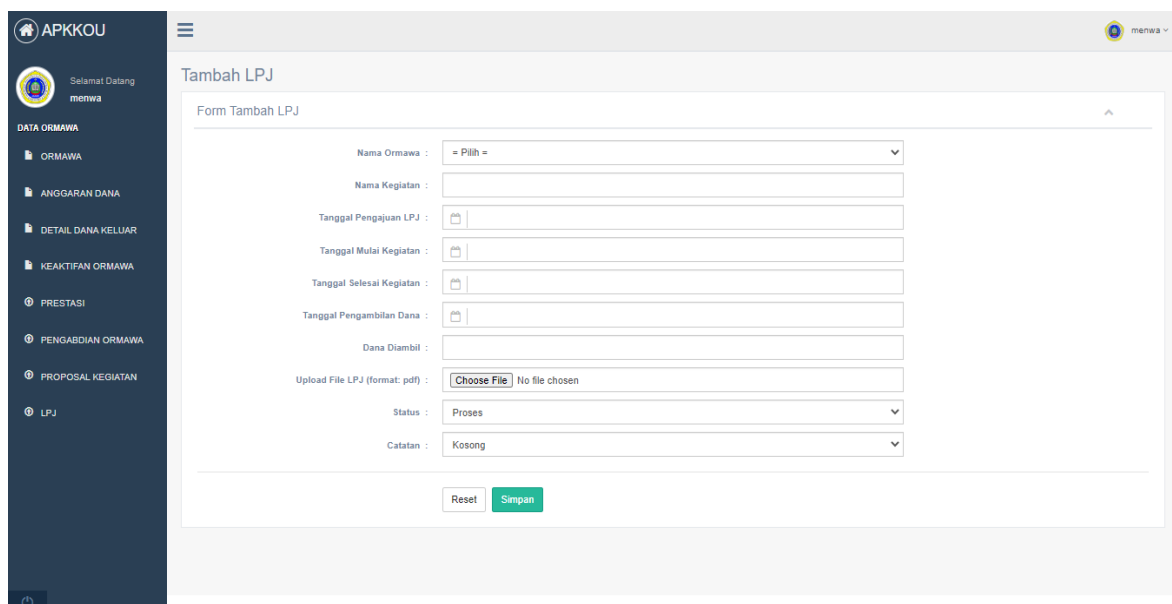 APKKOU
menwa
Selamat Datang
menwa
DATA ORMAWA
ORMAWA
ANGGARAN DANA
DETAIL DANA KELUAR
KEAKTIFAN ORMAWA
PRESTASI
PENGABDIAN ORMAWA
PROPOSAL KEGIATAN
LPJ
Tambah LPJ
Form Tambah LPJ
Nama Ormawa : = Pilih =
Nama Kegiatan :
Tanggal Pengajuan LPJ :
Tanggal Mulai Kegiatan :
Tanggal Selesai Kegiatan :
Tanggal Pengambilan Dana :
Dana Diambil :
Upload File LPJ (format: pdf) : Choose File No file chosen
Status : Proses
Catatan : Kosong
Reset Simpan